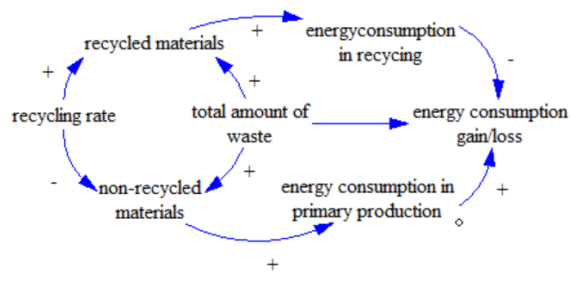 recycled materials
+
energyconsumption
in recycing
+
+
-
recycling rate
total amount of
waste
energy consumption
gain/loss
-
+
non-recycled
materials
energy consumption in
primary production
+
+